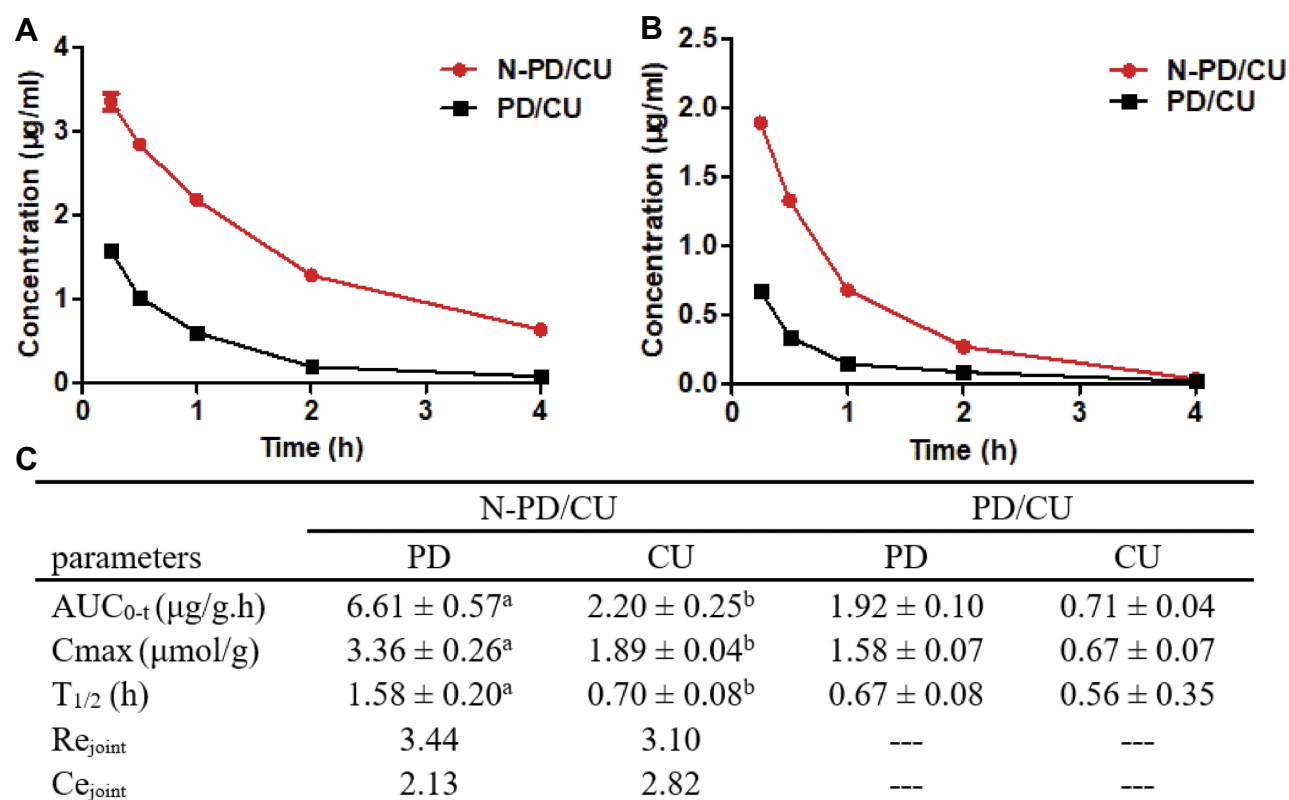 A
Concentration (µg/ml)
4
3
2
1
0
0 1 2 3 4
Time (h)
N-PD/CU
PD/CU
B
Concentration (µg/ml)
2.5
2.0
1.5
1.0
0.5
0.0
0 1 2 3 4
Time (h)
N-PD/CU
PD/CU
C
N-PD/CU PD/CU
parameters PD CU PD CU
AUC0-t (µg/g.h) 6.61 ± 0.57a 2.20 ± 0.25b 1.92 ± 0.10 0.71 ± 0.04
Cmax (µmol/g) 3.36 ± 0.26a 1.89 ± 0.04b 1.58 ± 0.07 0.67 ± 0.07
T1/2 (h) 1.58 ± 0.20a 0.70 ± 0.08b 0.67 ± 0.08 0.56 ± 0.35
Rejoint 3.44 3.10 --- ---
Cejoint 2.13 2.82 --- ---